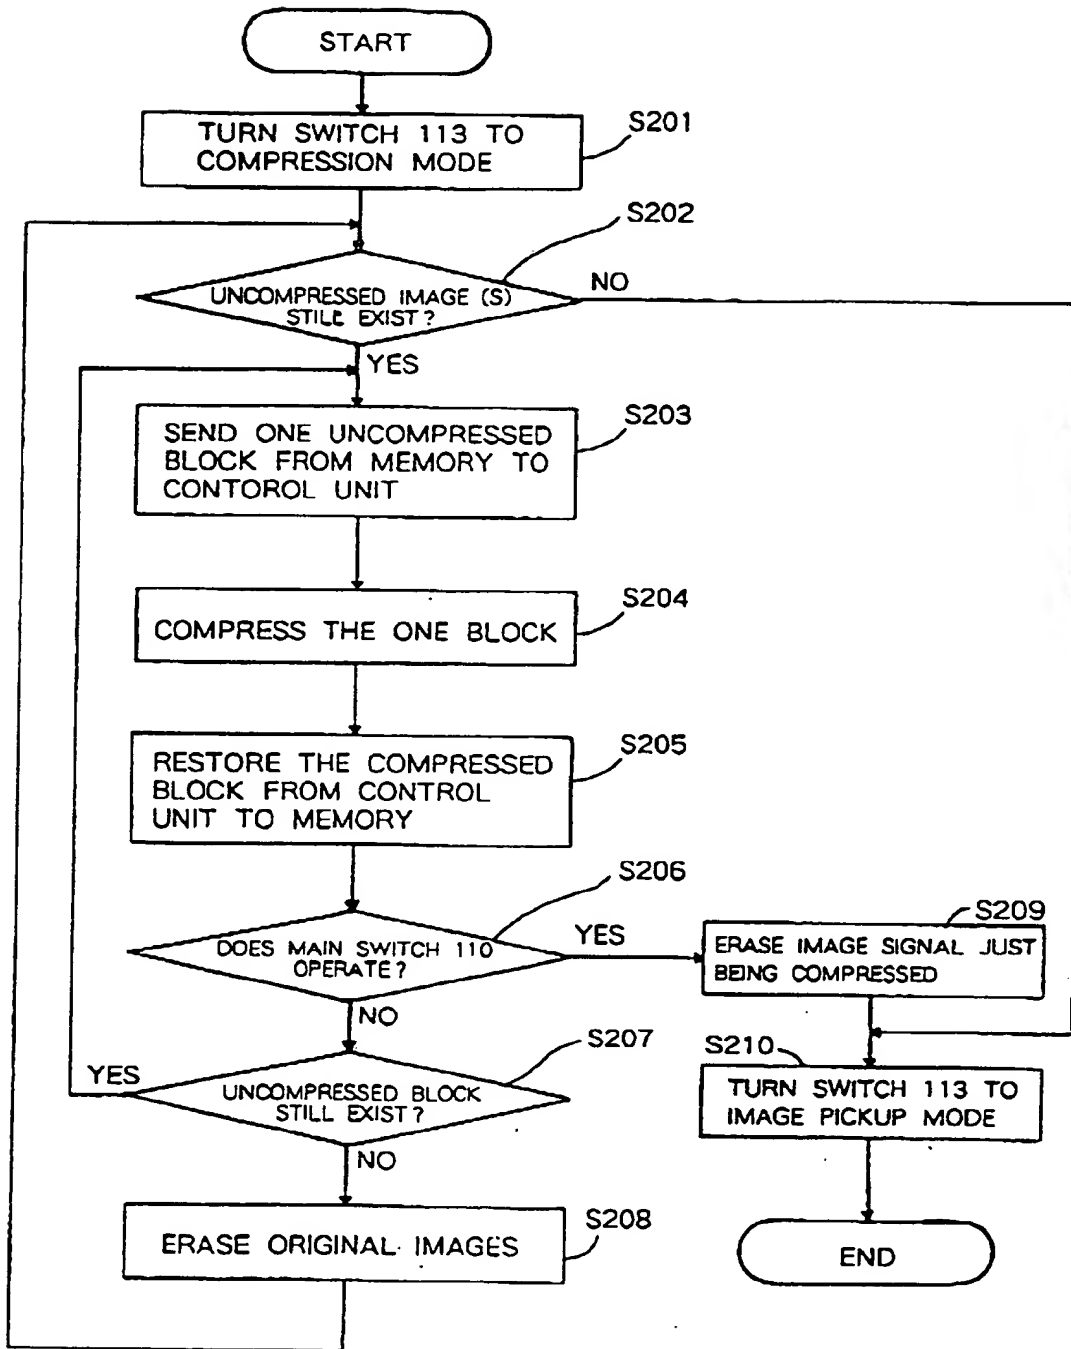 START
TURN SWITCH 113 TO
COMPRESSION MODE
S201
S202
UNCOMPRESSED IMAGE (S)
STILL EXIST?
NO
YES
S203
SEND ONE UNCOMPRESSED
BLOCK FROM MEMORY TO
CONTOROL UNIT
S204
COMPRESS THE ONE BLOCK
S205
RESTORE THE COMPRESSED
BLOCK FROM CONTROL
UNIT TO MEMORY
S206
DOES MAIN SWITCH 110
OPERATE?
YES
S209
ERASE IMAGE SIGNAL JUST
BEING COMPRESSED
NO
S207
YES
UNCOMPRESSED BLOCK
STILL EXIST?
S210
TURN SWITCH 113 TO
IMAGE PICKUP MODE
NO
S208
ERASE ORIGINAL IMAGES
END